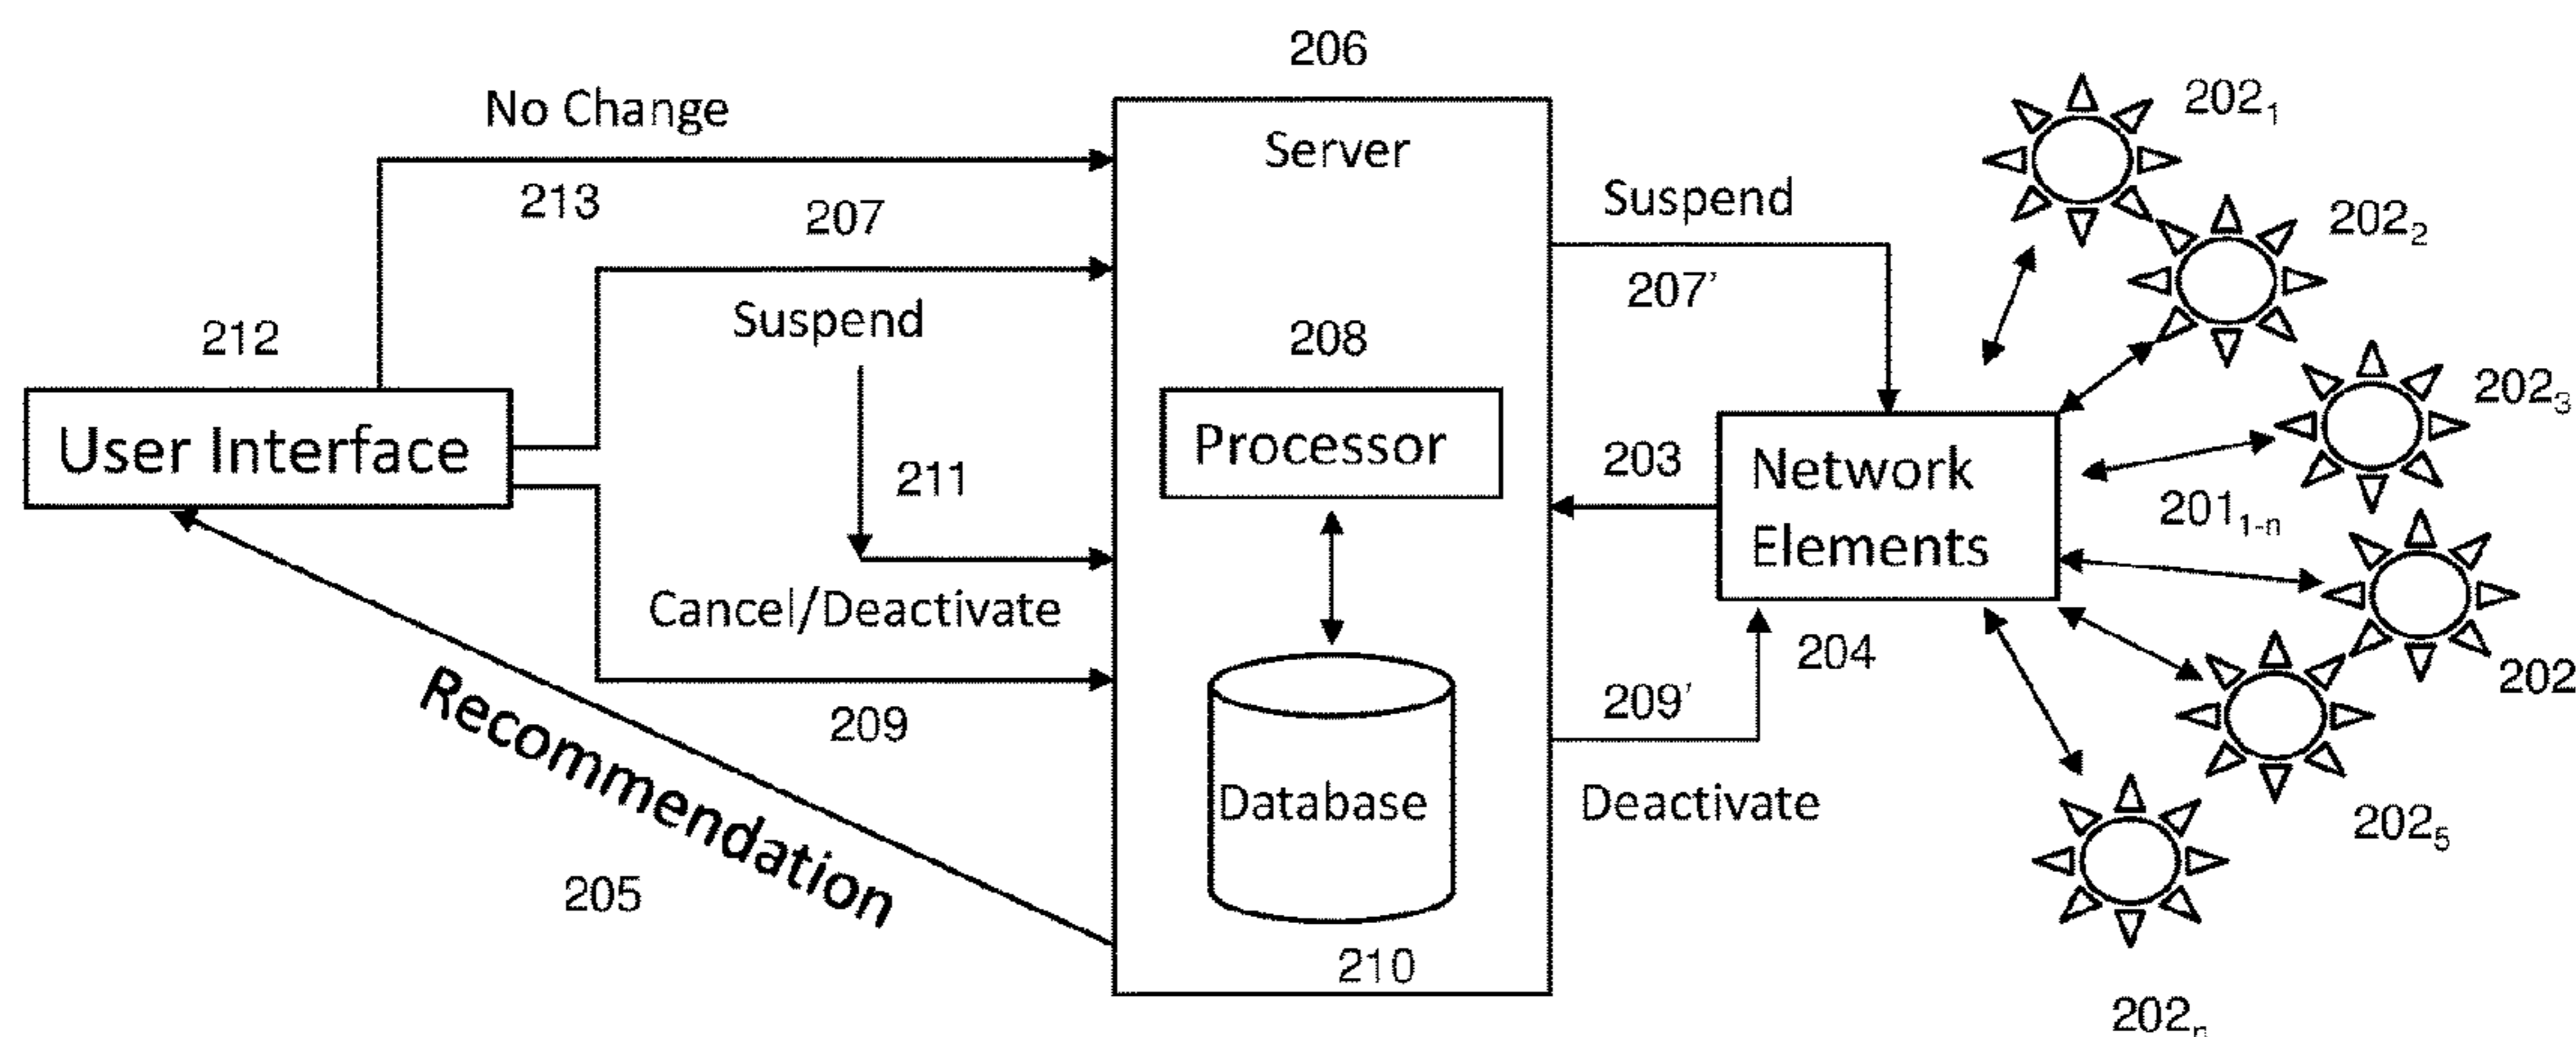 206
No Change
Server
202₁
213
207
Suspend
202₂
207’
212
Suspend
208
202₃
User Interface
Processor
203
Network
Elements
211
201₁₋ₙ
Cancel/Deactivate
204
202
209
209’
Recommendation
Database
Deactivate
202₅
205
210
202ₙ